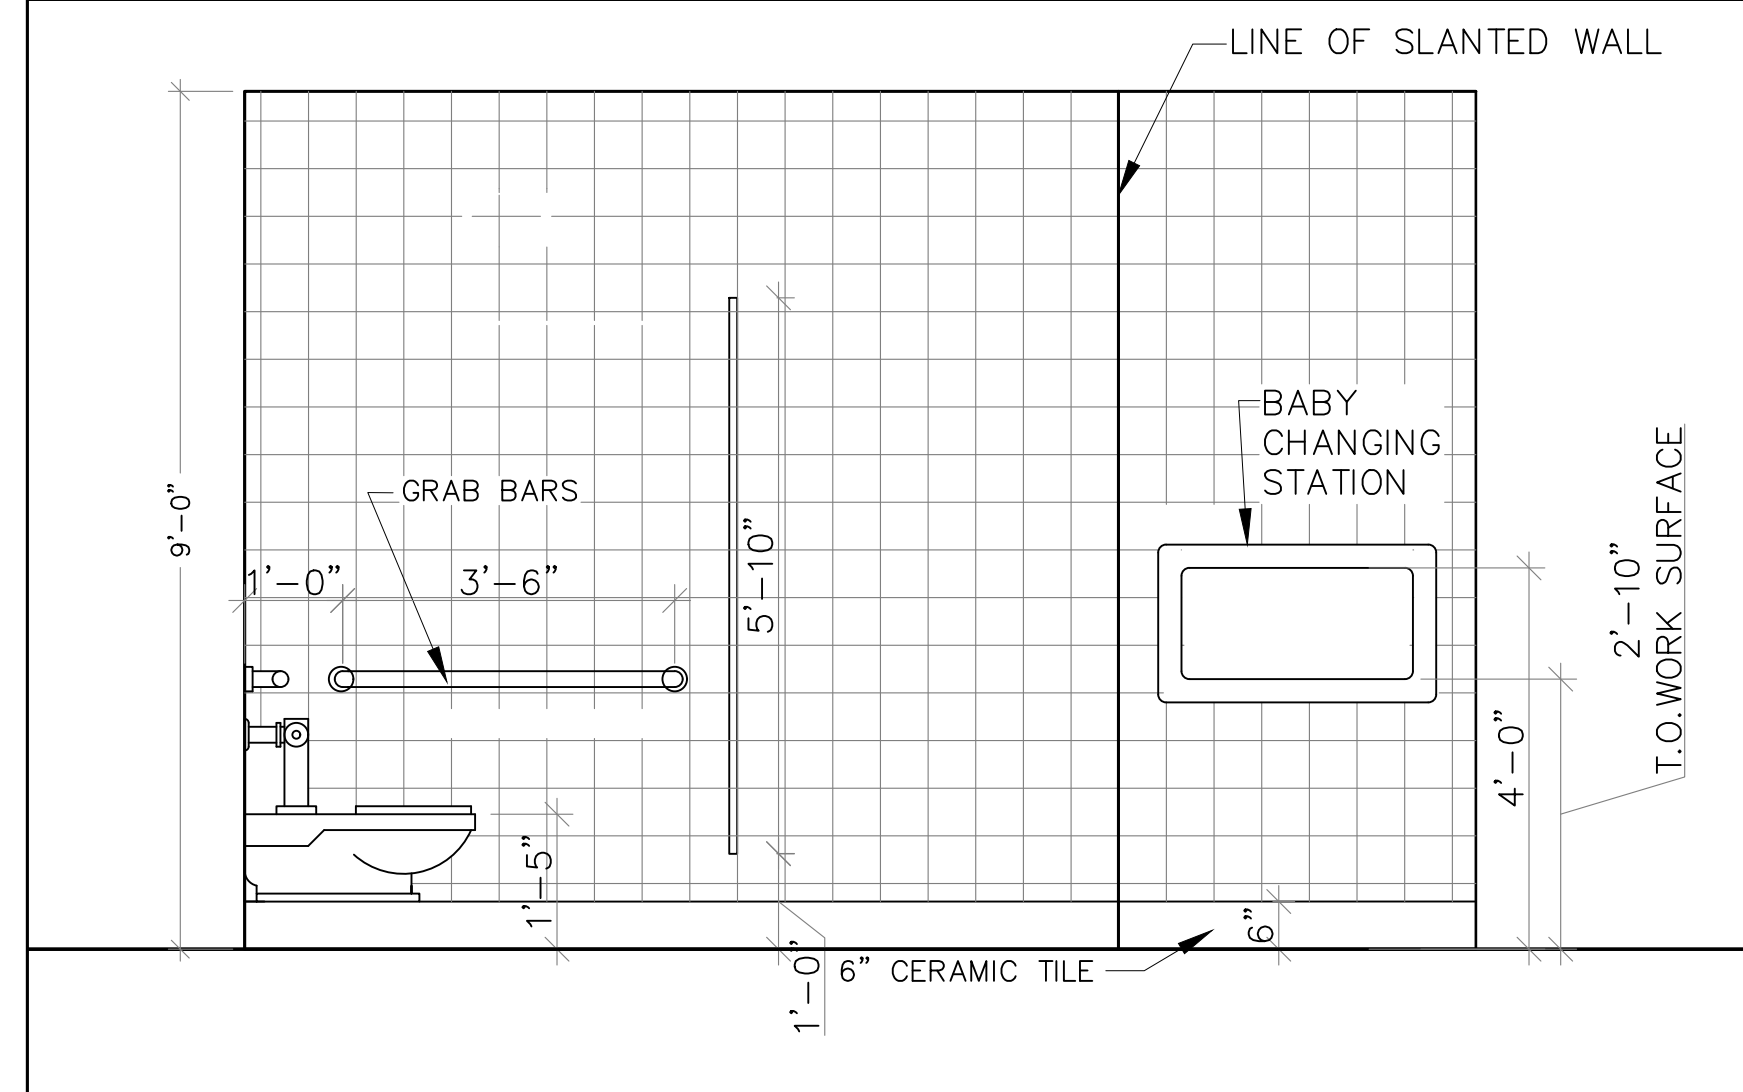 LINE OF SLANTED WALL
BABY
CHANGING
STATION
GRAB BARS
9'-0"
1'-0"
3'-6"
5'-10"
2'-10"
T.O.WORK SURFACE
4'-0"
1'-5"
6"
1'-0"
6" CERAMIC TILE